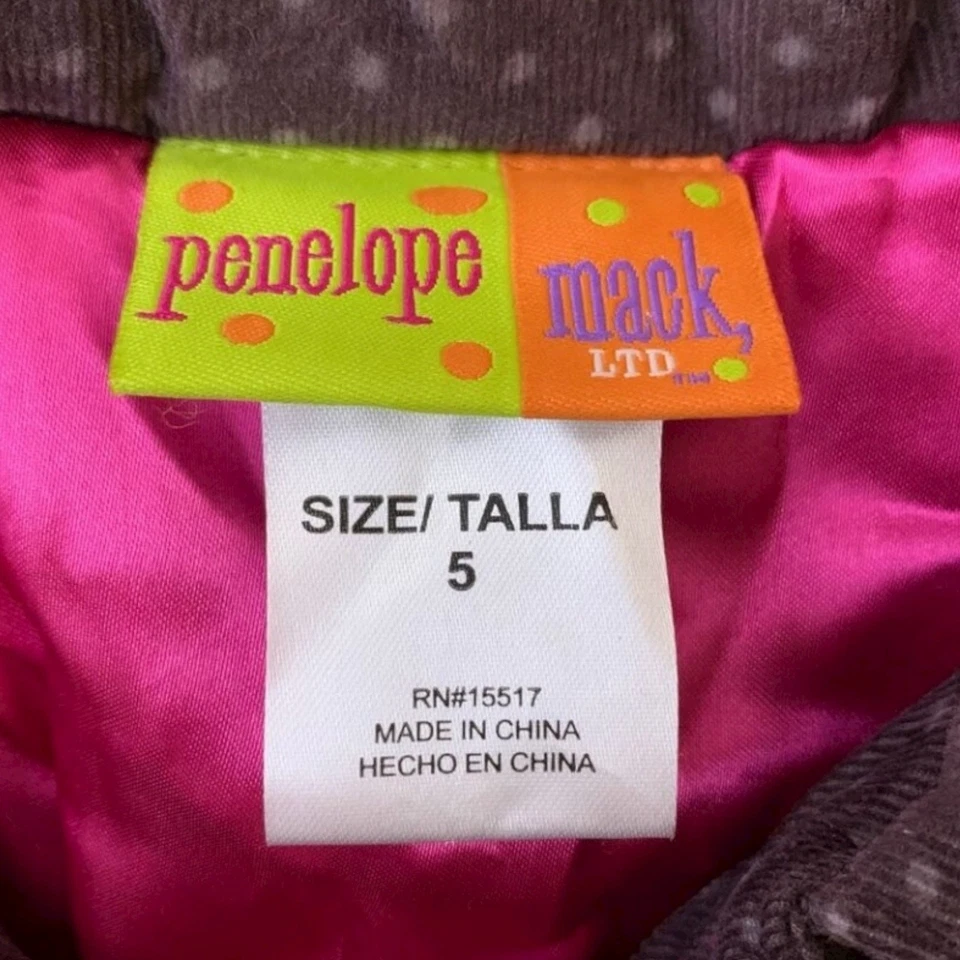 penelope
mack,
LTD
SIZE/ TALLA
5
RN#15517
MADE IN CHINA
HECHO EN CHINA